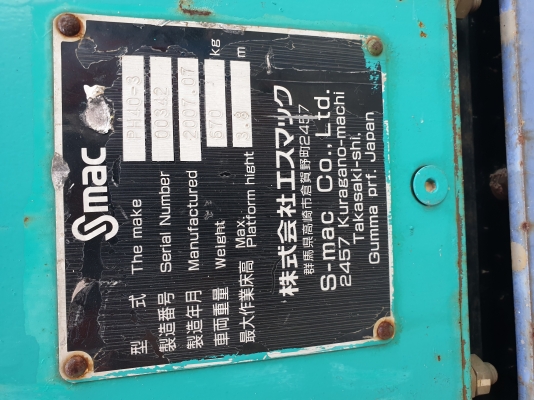 Smac
型 式 The make PH40-3
製造番号 Serial Number 00342
製造年月 Manufactured 2007.07
車両重量 Weight 670 kg
最大作業床高 Max. Platform hight 3.9 m
株式会社エスマック
群馬県高崎市倉賀野町2457
S-mac Co., Ltd.
2457 Kuragano-machi
Takasaki-shi,
Gumma prf. Japan